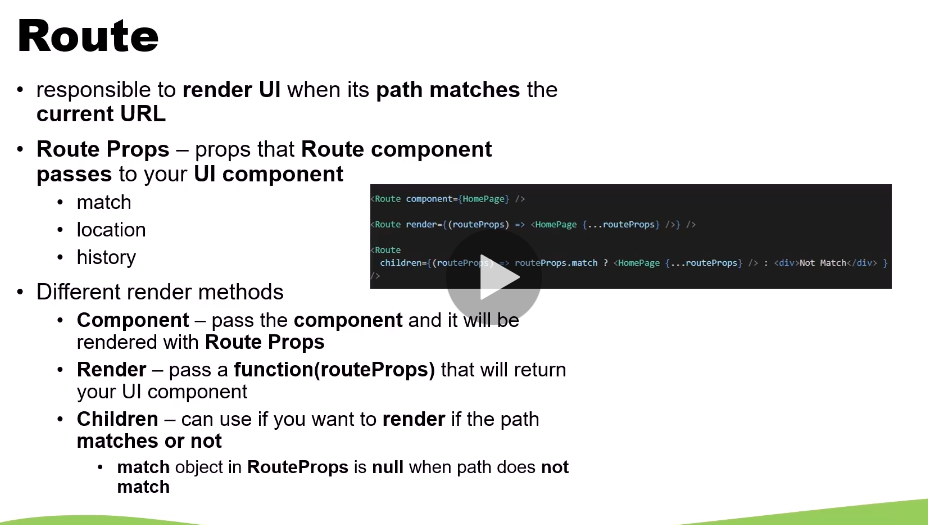 Route
• responsible to render UI when its path matches the
current URL
• Route Props – props that Route component
passes to your UI component
• match
• location
• history
• Different render methods
• Component – pass the component and it will be
rendered with Route Props
• Render – pass a function(routeProps) that will return
your UI component
• Children – can use if you want to render if the path
matches or not
• match object in RouteProps is null when path does not
match
<Route component={HomePage} />
<Route render={(routeProps) => <HomePage {...routeProps} />} />
<Route
children={(routeProps) => routeProps.match ? <HomePage {...routeProps} /> : <div>Not Match</div> }
/>